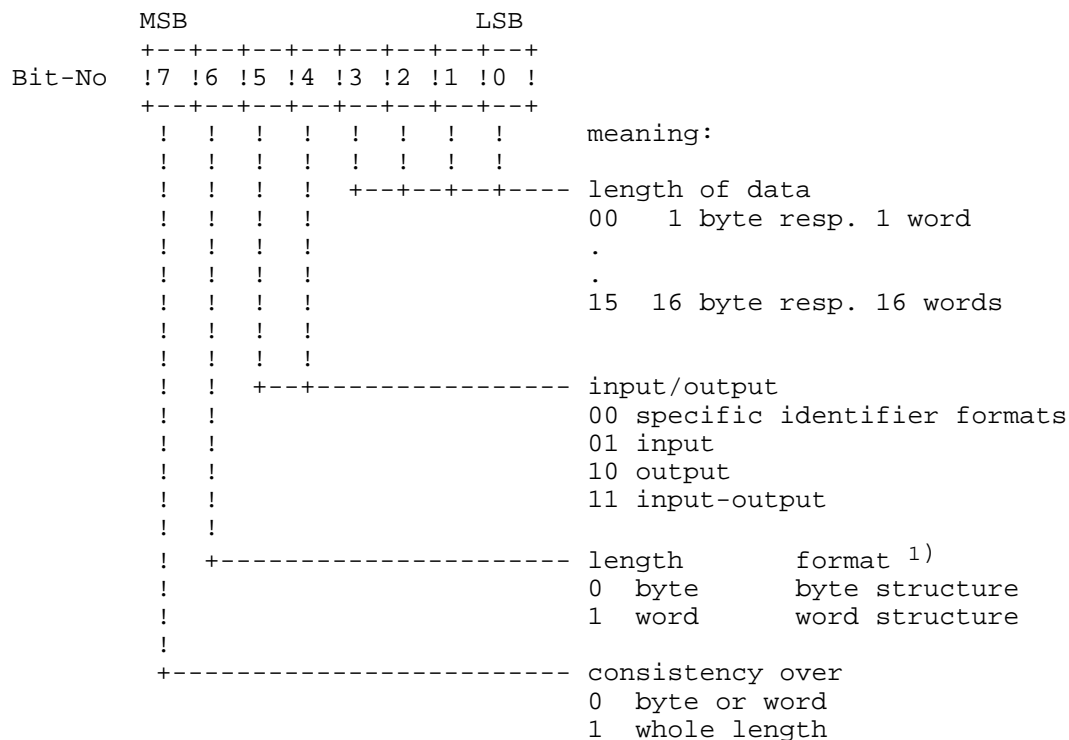 MSB                  LSB
+--+--+--+--+--+--+--+--+
Bit-No  !7 !6 !5 !4 !3 !2 !1 !0 !
+--+--+--+--+--+--+--+--+
!  !  !  !  !  !  !  !     meaning:
!  !  !  !  !  !  !  !
!  !  !  !  +--+--+--+---- length of data
!  !  !  !                 00   1 byte resp. 1 word
!  !  !  !                 .
!  !  !  !                 .
!  !  !  !                 15  16 byte resp. 16 words
!  !  !  !
!  !  !  !
!  !  +--+---------------- input/output
!  !                       00 specific identifier formats
!  !                       01 input
!  !                       10 output
!  !                       11 input-output
!  !
!  +---------------------- length       format 1)
!                          0  byte      byte structure
!                          1  word      word structure
!
+------------------------- consistency over
0  byte or word
1  whole length